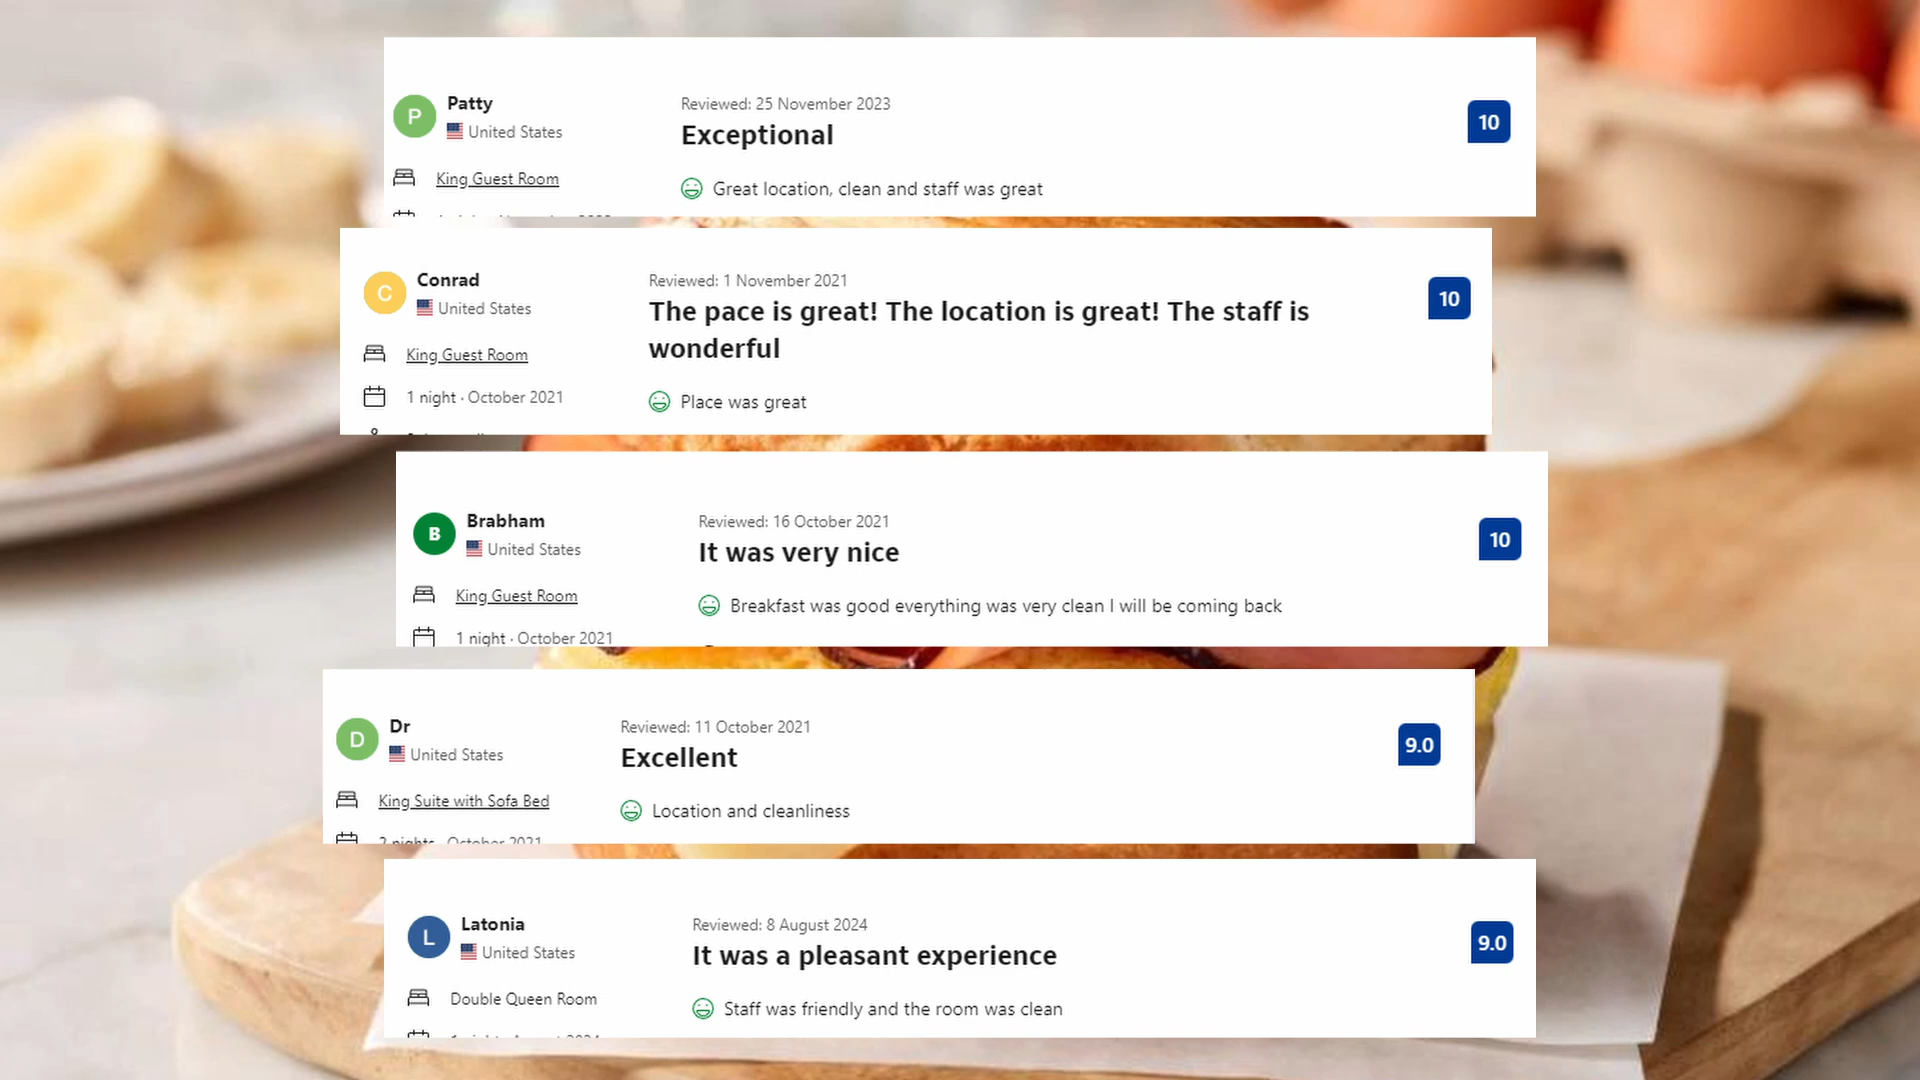 P
Patty
United States
King Guest Room
Reviewed: 25 November 2023
Exceptional
Great location, clean and staff was great
10
C
Conrad
United States
King Guest Room
1 night · October 2021
Reviewed: 1 November 2021
The pace is great! The location is great! The staff is
wonderful
Place was great
10
B
Brabham
United States
King Guest Room
1 night · October 2021
Reviewed: 16 October 2021
It was very nice
Breakfast was good everything was very clean I will be coming back
10
D
Dr
United States
King Suite with Sofa Bed
2 nights · October 2021
Reviewed: 11 October 2021
Excellent
Location and cleanliness
9.0
L
Latonia
United States
Double Queen Room
Reviewed: 8 August 2024
It was a pleasant experience
Staff was friendly and the room was clean
9.0